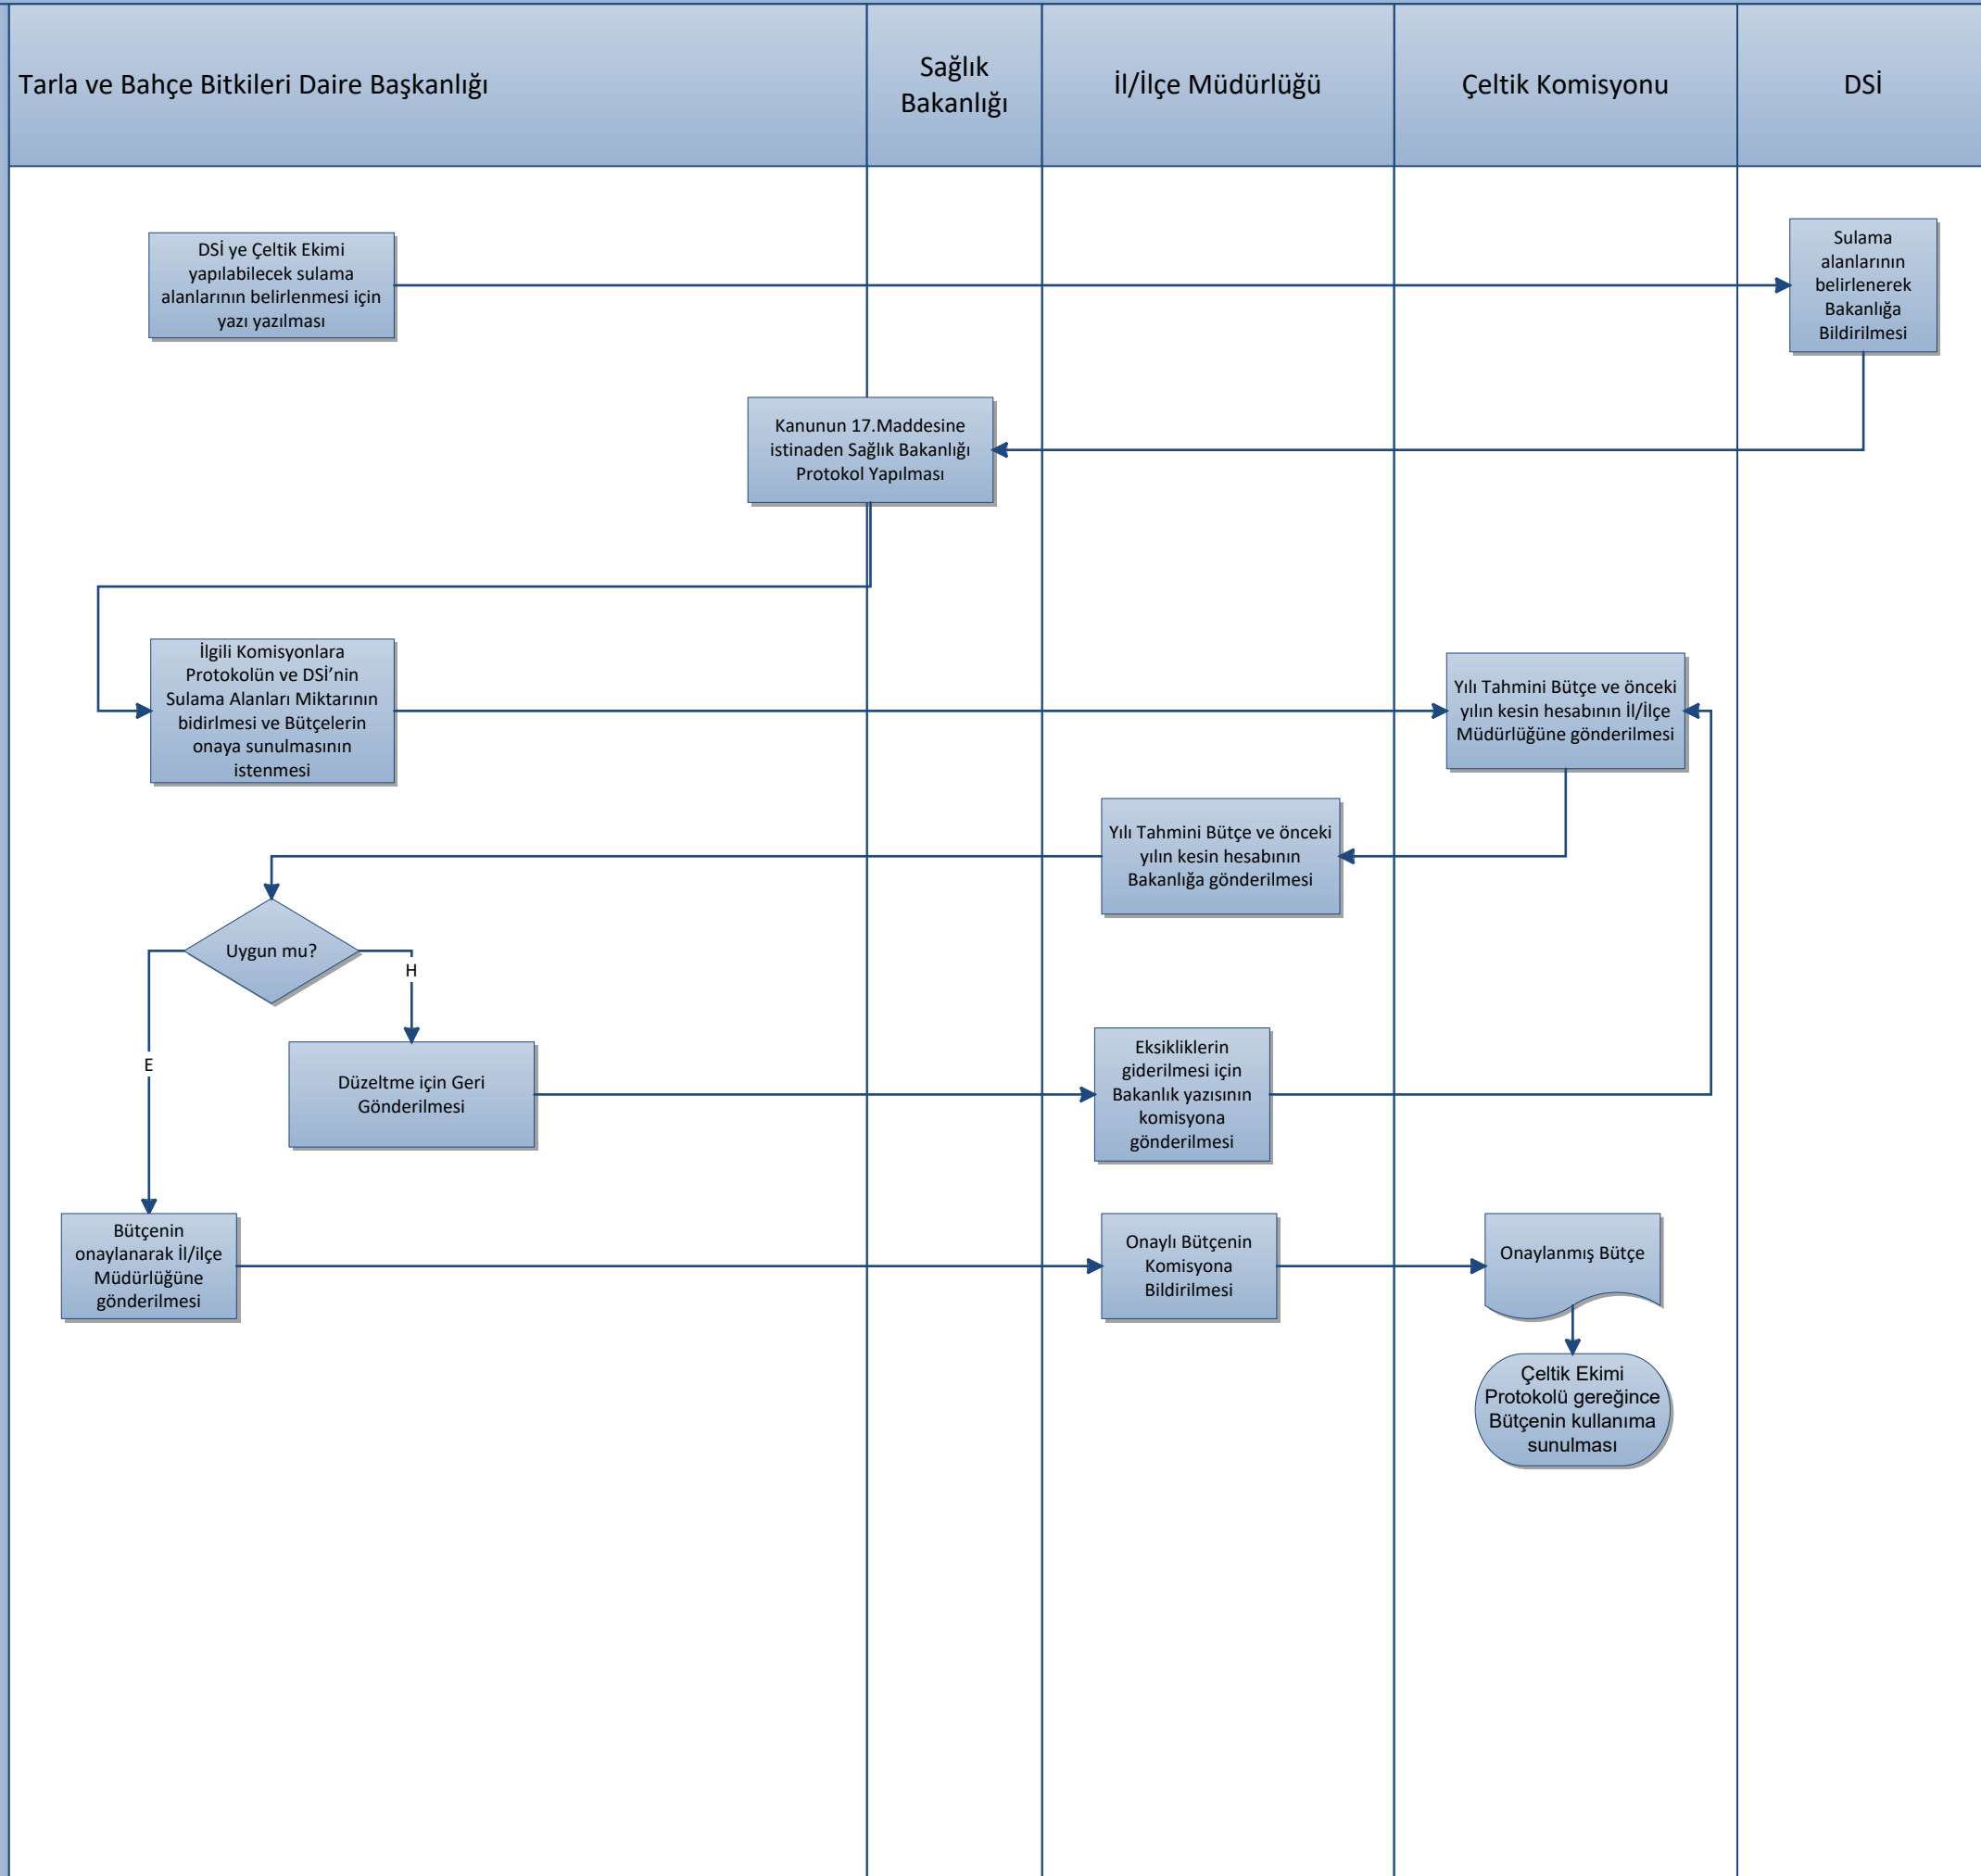 Tarla ve Bahçe Bitkileri Daire Başkanlığı
Sağlık
Bakanlığı
İl/İlçe Müdürlüğü
Çeltik Komisyonu
DSİ
DSİ ye Çeltik Ekimi
yapılabilecek sulama
alanlarının belirlenmesi için
yazı yazılması
Sulama
alanlarının
belirlenerek
Bakanlığa
Bildirilmesi
Kanunun 17.Maddesine
istinaden Sağlık Bakanlığı
Protokol Yapılması
İlgili Komisyonlara
Protokolün ve DSİ’nin
Sulama Alanları Miktarının
bidirlmesi ve Bütçelerin
onaya sunulmasının
istenmesi
Yılı Tahmini Bütçe ve önceki
yılın kesin hesabının İl/İlçe
Müdürlüğüne gönderilmesi
Yılı Tahmini Bütçe ve önceki
yılın kesin hesabının
Bakanlığa gönderilmesi
Uygun mu?
H
E
Düzeltme için Geri
Gönderilmesi
Eksikliklerin
giderilmesi için
Bakanlık yazısının
komisyona
gönderilmesi
Bütçenin
onaylanarak İl/ilçe
Müdürlüğüne
gönderilmesi
Onaylı Bütçenin
Komisyona
Bildirilmesi
Onaylanmış Bütçe
Çeltik Ekimi
Protokolü gereğince
Bütçenin kullanıma
sunulması